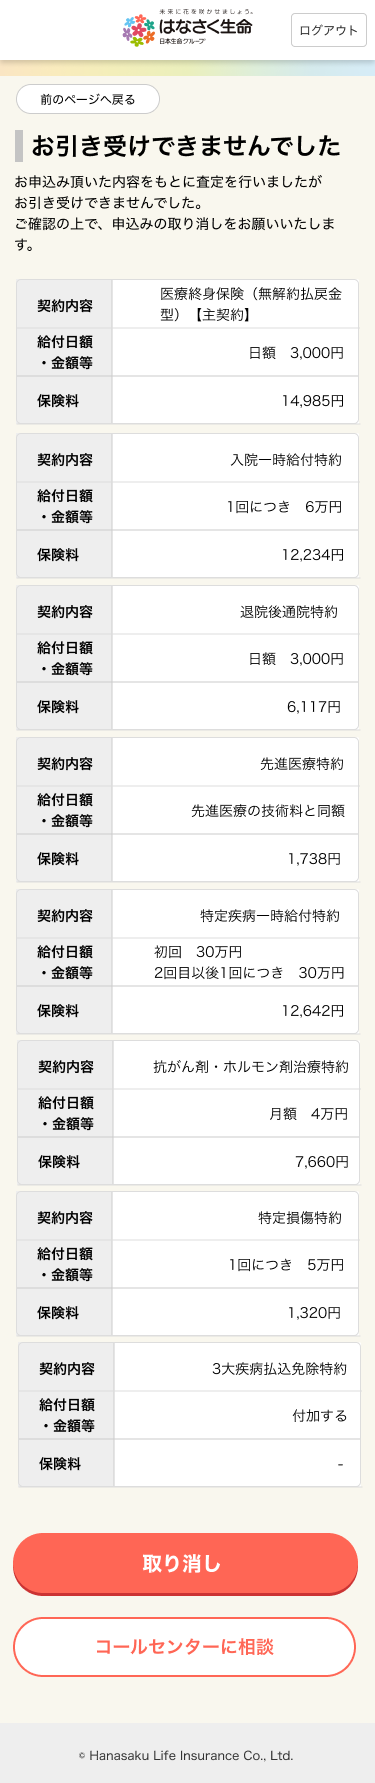 未来に花を咲かせましょう。
はなさく生命
日本生命グループ
ログアウト
前のページへ戻る
お引き受けできませんでした
お申込み頂いた内容をもとに査定を行いましたが
お引き受けできませんでした。
ご確認の上で、申込みの取り消しをお願いいたしま
す。
契約内容
医療終身保険（無解約払戻金
型）【主契約】
給付日額
・金額等
日額　3,000円
保険料
14,985円
契約内容
入院一時給付特約
給付日額
・金額等
1回につき　6万円
保険料
12,234円
契約内容
退院後通院特約
給付日額
・金額等
日額　3,000円
保険料
6,117円
契約内容
先進医療特約
給付日額
・金額等
先進医療の技術料と同額
保険料
1,738円
契約内容
特定疾病一時給付特約
給付日額
・金額等
初回　30万円
2回目以後1回につき　30万円
保険料
12,642円
契約内容
抗がん剤・ホルモン剤治療特約
給付日額
・金額等
月額　4万円
保険料
7,660円
契約内容
特定損傷特約
給付日額
・金額等
1回につき　5万円
保険料
1,320円
契約内容
3大疾病払込免除特約
給付日額
・金額等
付加する
保険料
-
取り消し
コールセンターに相談
© Hanasaku Life Insurance Co., Ltd.